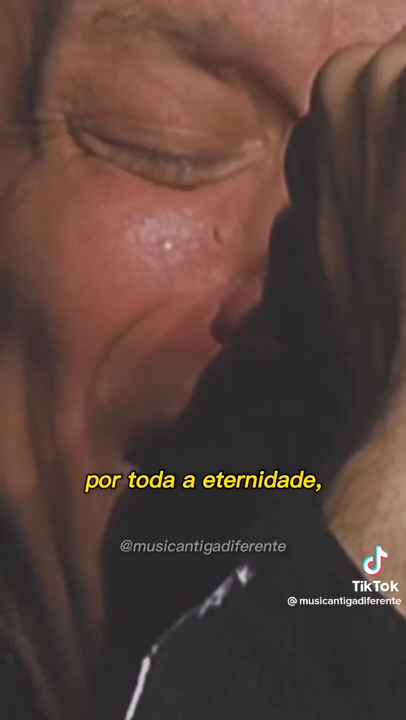 por toda a eternidade,
@musicantigadiferente
TikTok
@ musicantigadiferente